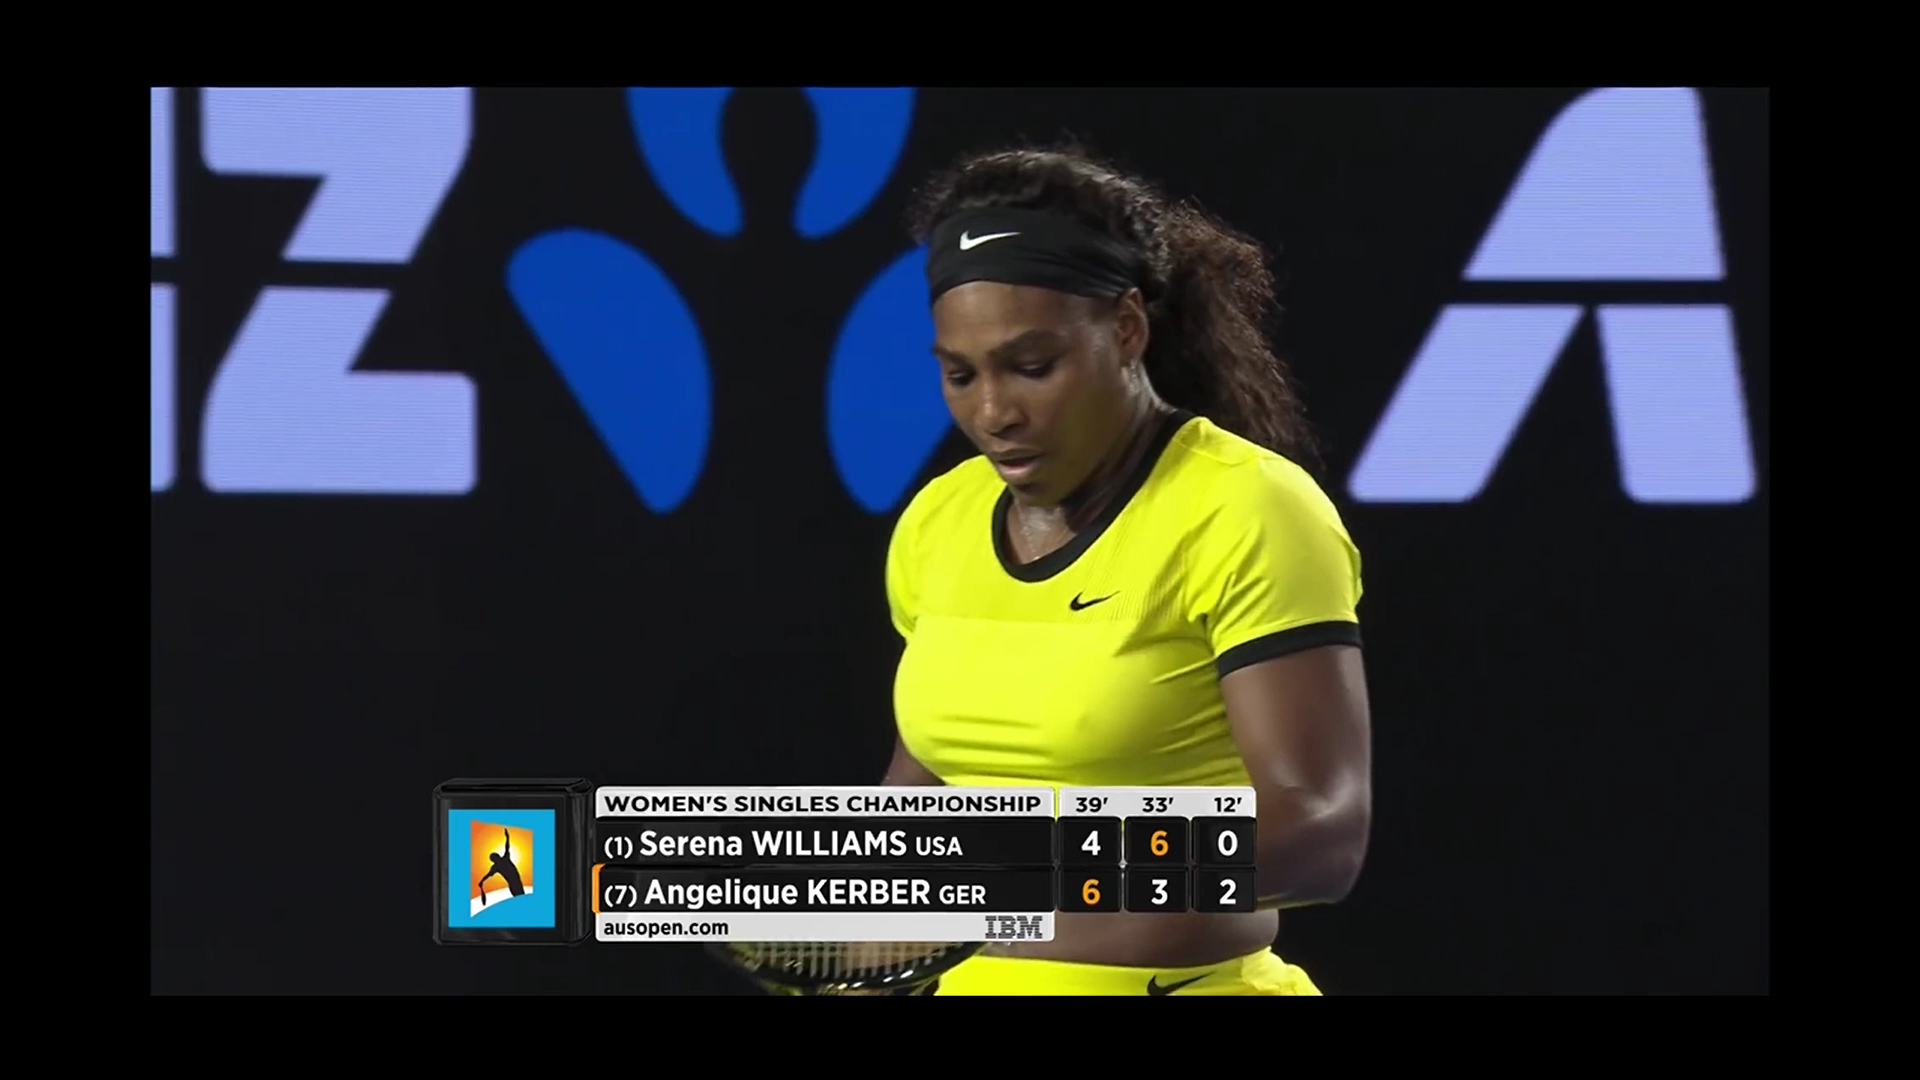 NZ A
WOMEN'S SINGLES CHAMPIONSHIP 39' 33' 12'
(1) Serena WILLIAMS USA 4 6 0
(7) Angelique KERBER GER 6 3 2
ausopen.com IBM